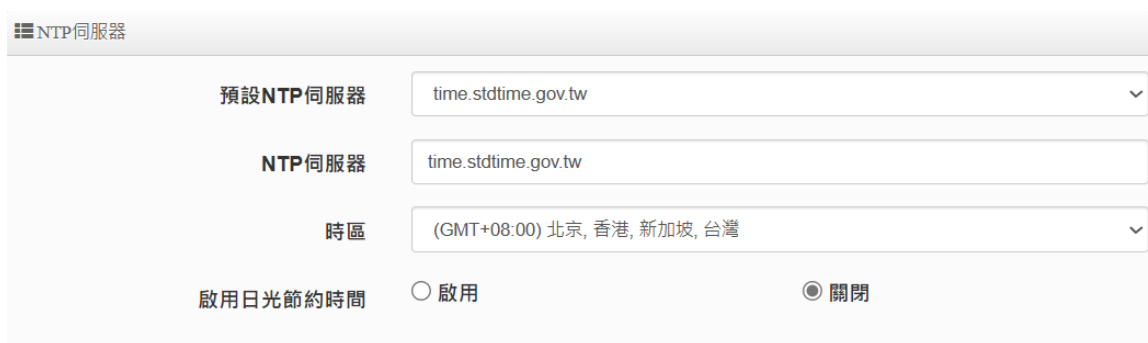 NTP伺服器
預設NTP伺服器 time.stdtime.gov.tw
NTP伺服器 time.stdtime.gov.tw
時區 (GMT+08:00) 北京, 香港, 新加坡, 台灣
啟用日光節約時間 啟用 關閉